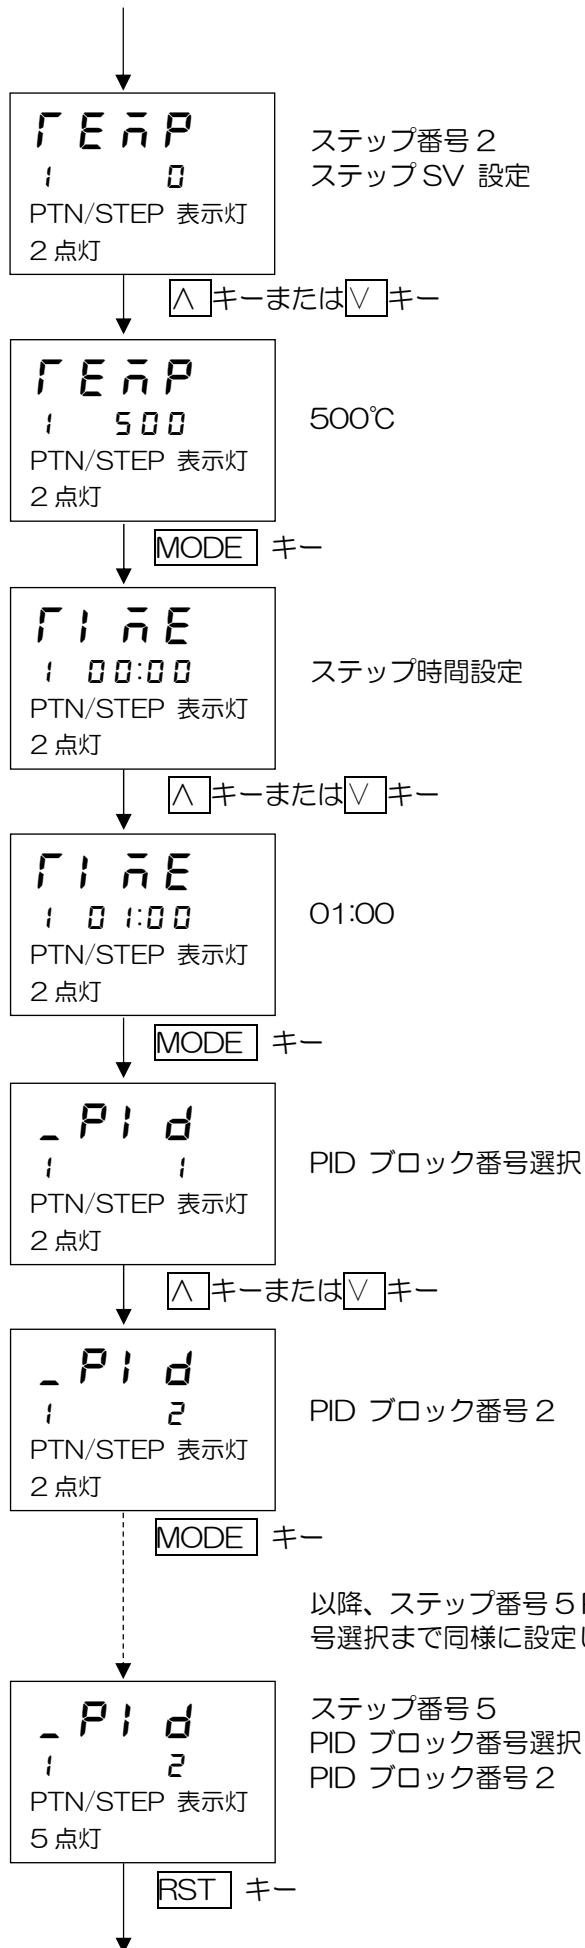 TEMP
1 0
PTN/STEP 表示灯
2 点灯
ステップ番号 2
ステップ SV 設定
∧ キーまたは ∨ キー
TEMP
1 500
PTN/STEP 表示灯
2 点灯
500℃
MODE キー
TIME
1 00:00
PTN/STEP 表示灯
2 点灯
ステップ時間設定
∧ キーまたは ∨ キー
TIME
1 01:00
PTN/STEP 表示灯
2 点灯
01:00
MODE キー
_PID
1 1
PTN/STEP 表示灯
2 点灯
PID ブロック番号選択
∧ キーまたは ∨ キー
_PID
1 2
PTN/STEP 表示灯
2 点灯
PID ブロック番号 2
MODE キー
以降、ステップ番号 5
号選択まで同様に設定
_PID
1 2
PTN/STEP 表示灯
5 点灯
ステップ番号 5
PID ブロック番号選択
PID ブロック番号 2
RST キー